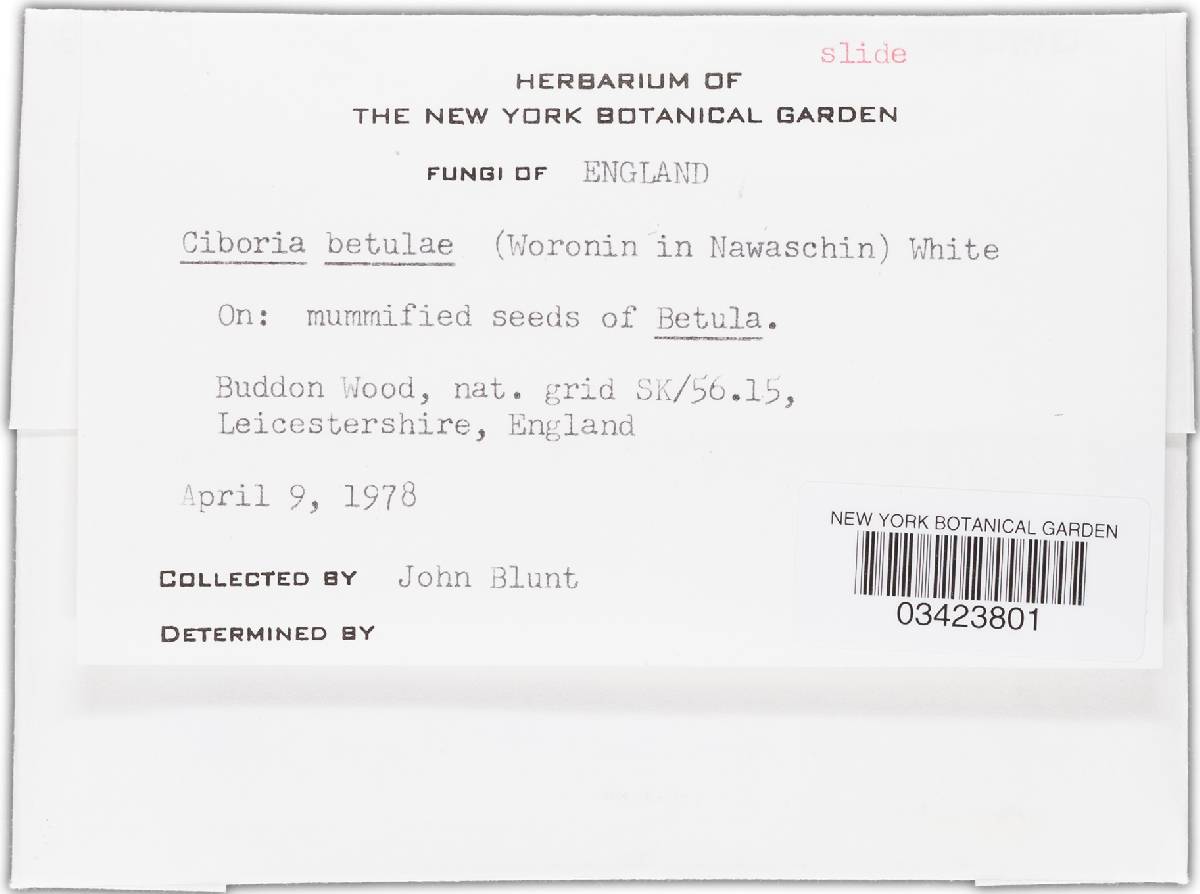 slide
HERBARIUM OF
THE NEW YORK BOTANICAL GARDEN
FUNGI OF ENGLAND
Ciboria betulae (Woronin in Nawaschin) White
On: mummified seeds of Betula.
Buddon Wood, nat. grid SK/56.15,
Leicestershire, England
April 9, 1978
COLLECTED BY John Blunt
DETERMINED BY
NEW YORK BOTANICAL GARDEN
03423801